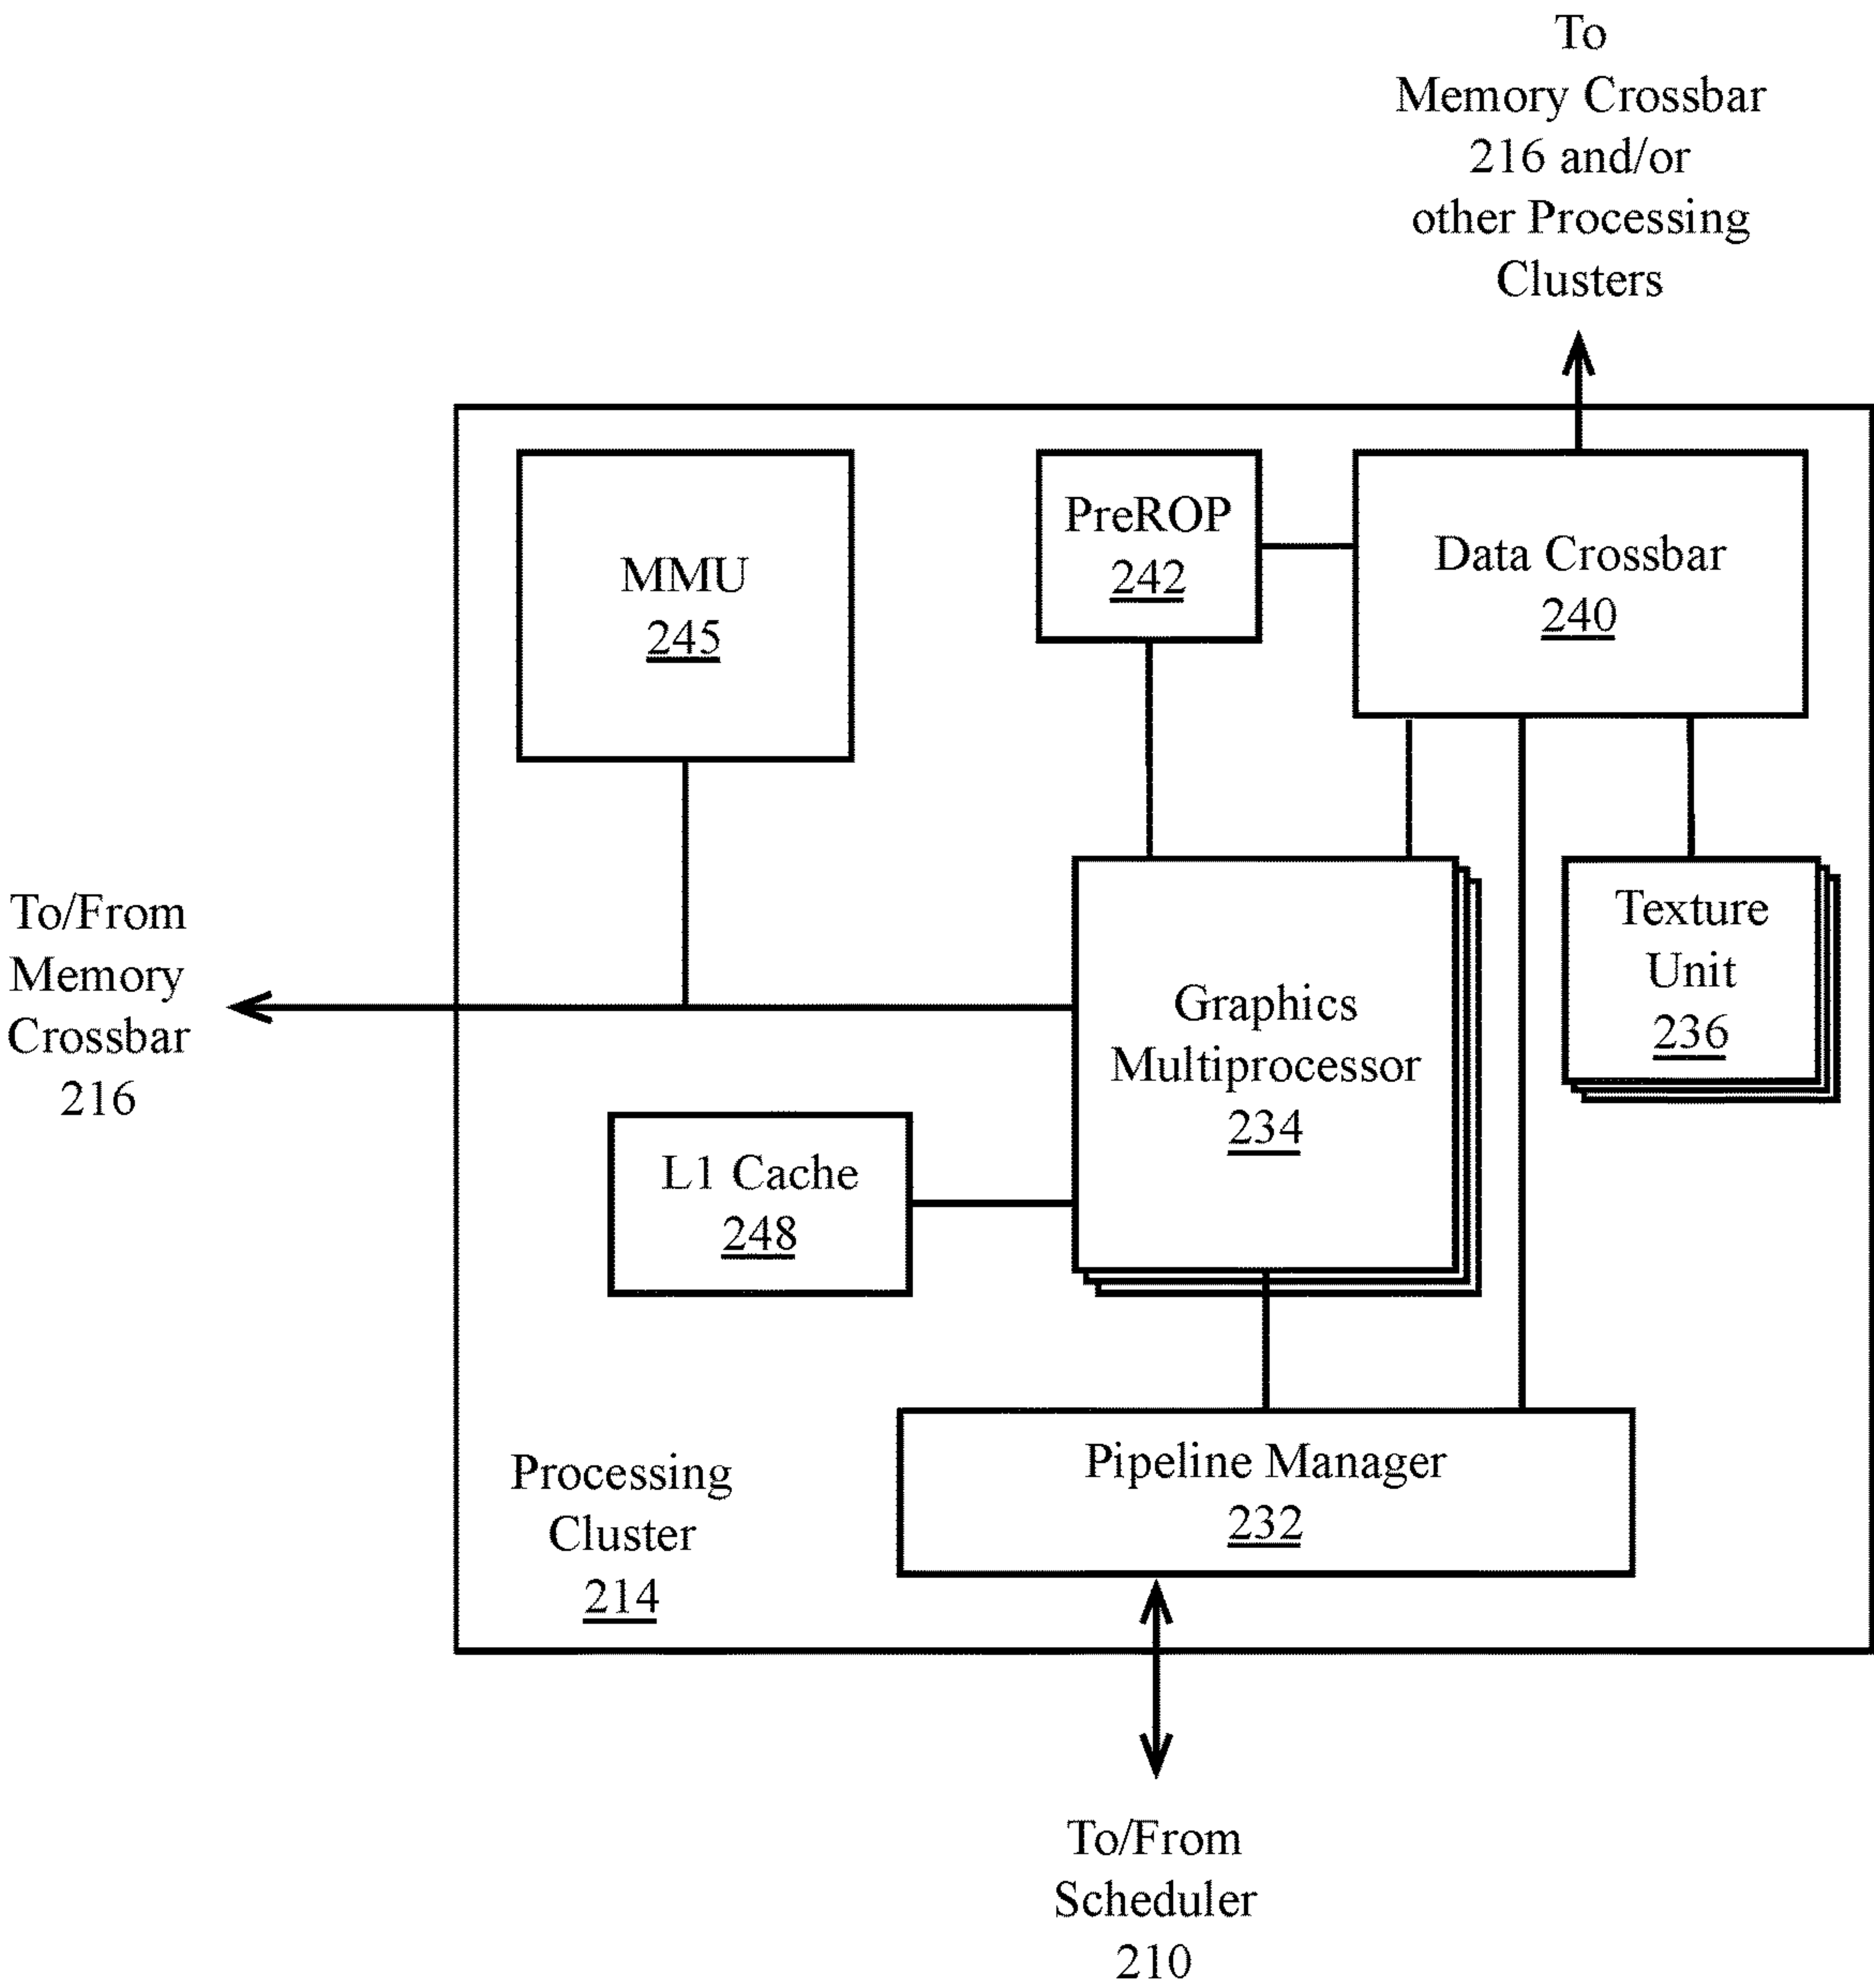 To
Memory Crossbar
216 and/or
other Processing
Clusters
MMU
245
PreROP
242
Data Crossbar
240
To/From
Memory
Crossbar
216
Graphics
Multiprocessor
234
Texture
Unit
236
L1 Cache
248
Pipeline Manager
232
Processing
Cluster
214
To/From
Scheduler
210